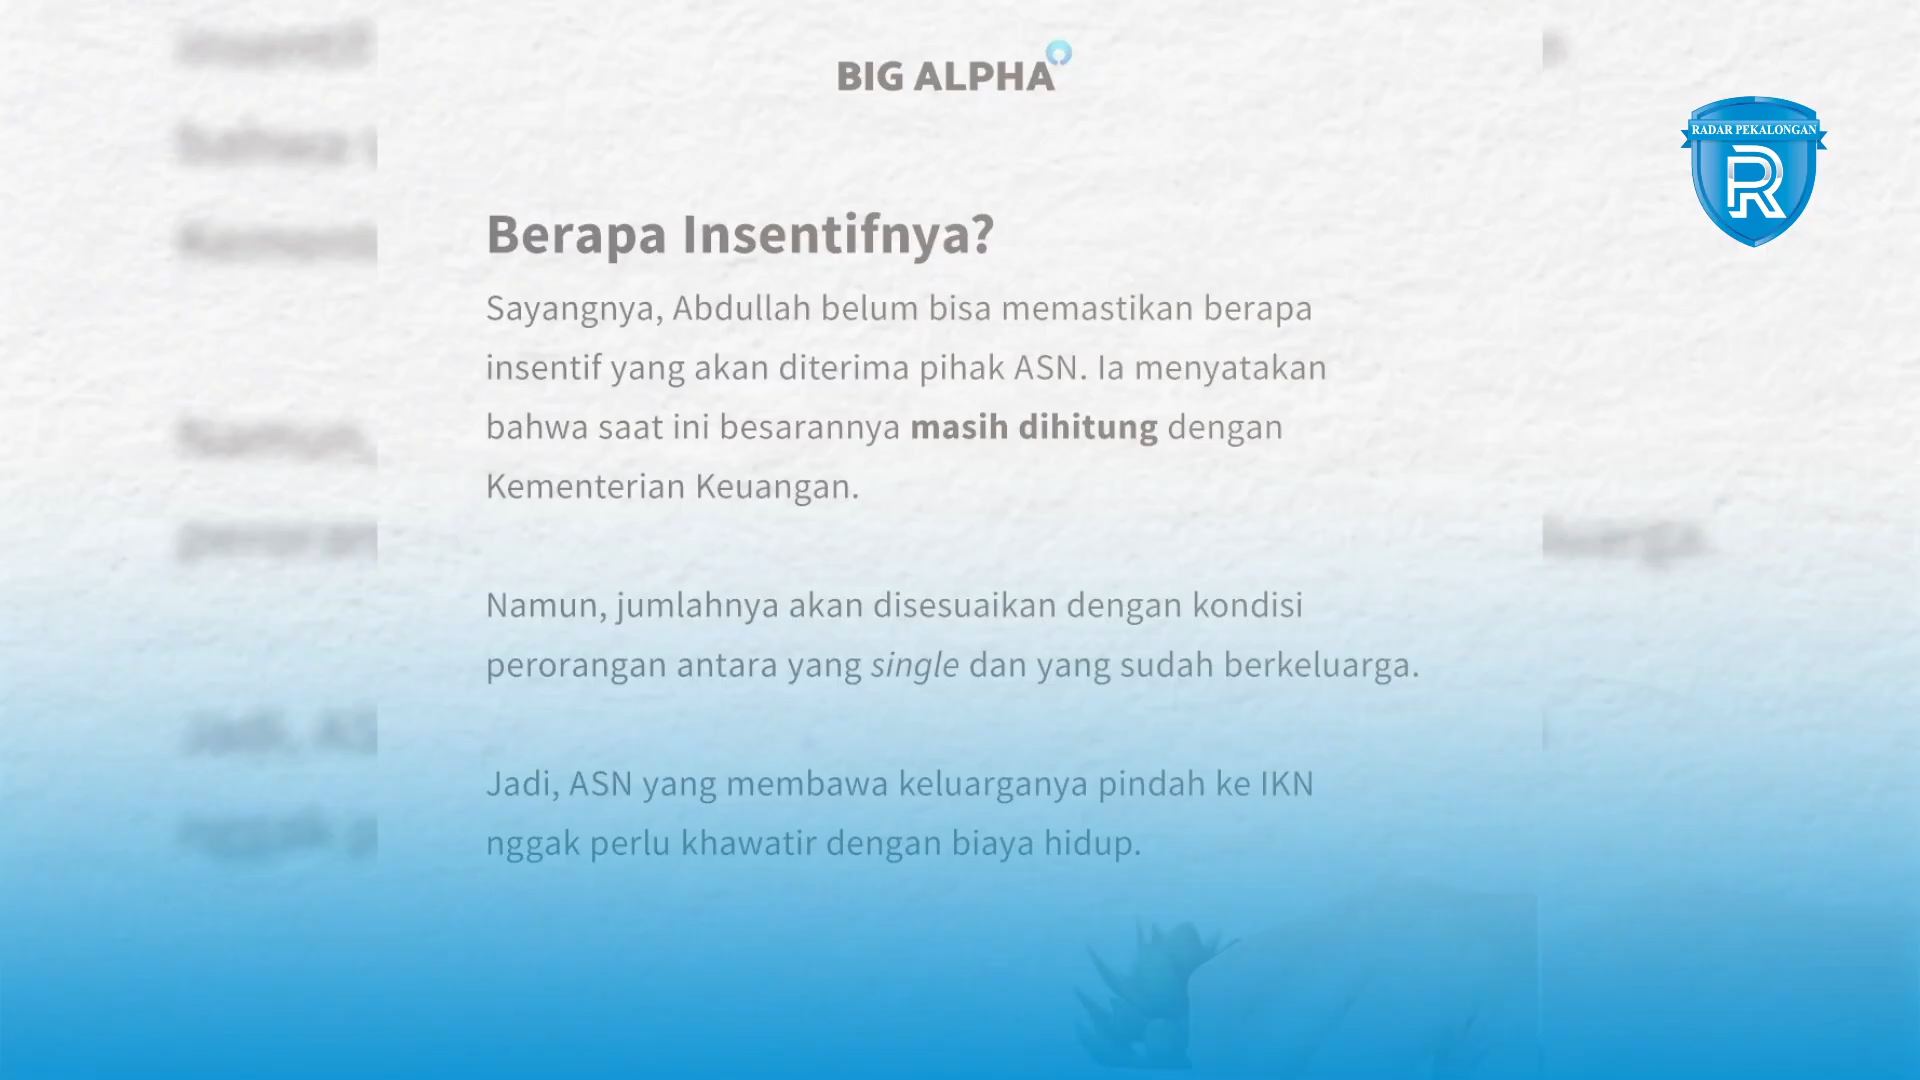 BIG ALPHA
RADAR PEKALONGAN
R
Berapa Insentifnya?
Sayangnya, Abdullah belum bisa memastikan berapa
insentif yang akan diterima pihak ASN. Ia menyatakan
bahwa saat ini besarannya masih dihitung dengan
Kementerian Keuangan.
Namun, jumlahnya akan disesuaikan dengan kondisi
perorangan antara yang single dan yang sudah berkeluarga.
Jadi, ASN yang membawa keluarganya pindah ke IKN
nggak perlu khawatir dengan biaya hidup.